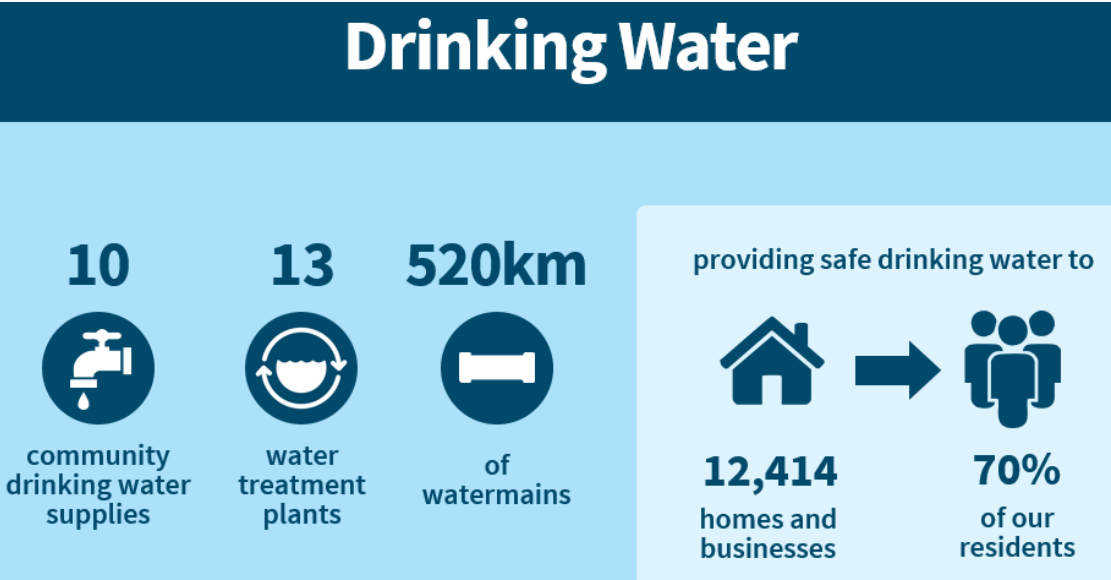 Drinking Water
10
community
drinking water
supplies
13
water
treatment
plants
520km
of
watermains
providing safe drinking water to
12,414
homes and
businesses
70%
of our
residents